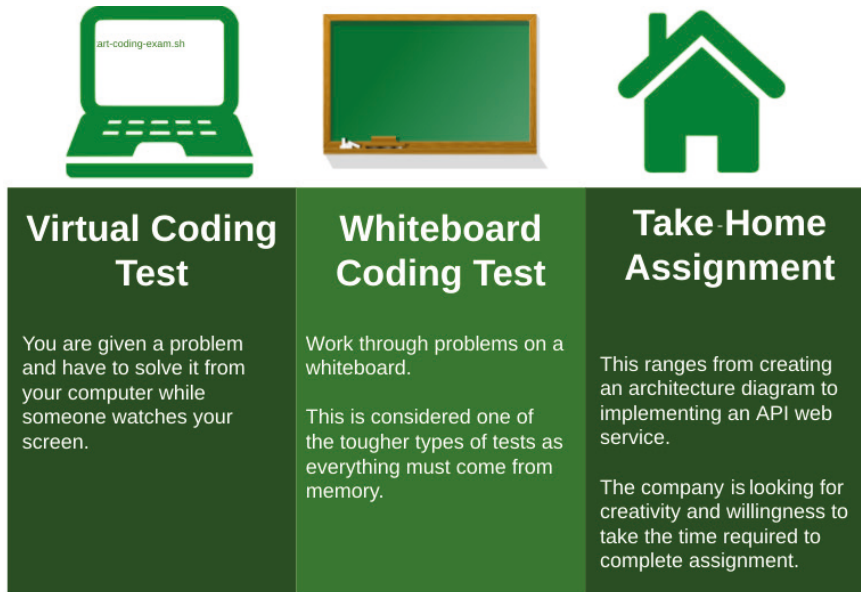 art-coding-exam.sh
Virtual Coding
Test
You are given a problem
and have to solve it from
your computer while
someone watches your
screen.
Whiteboard
Coding Test
Work through problems on a
whiteboard.
This is considered one of
the tougher types of tests as
everything must come from
memory.
Take-Home
Assignment
This ranges from creating
an architecture diagram to
implementing an API web
service.
The company is looking for
creativity and willingness to
take the time required to
complete assignment.